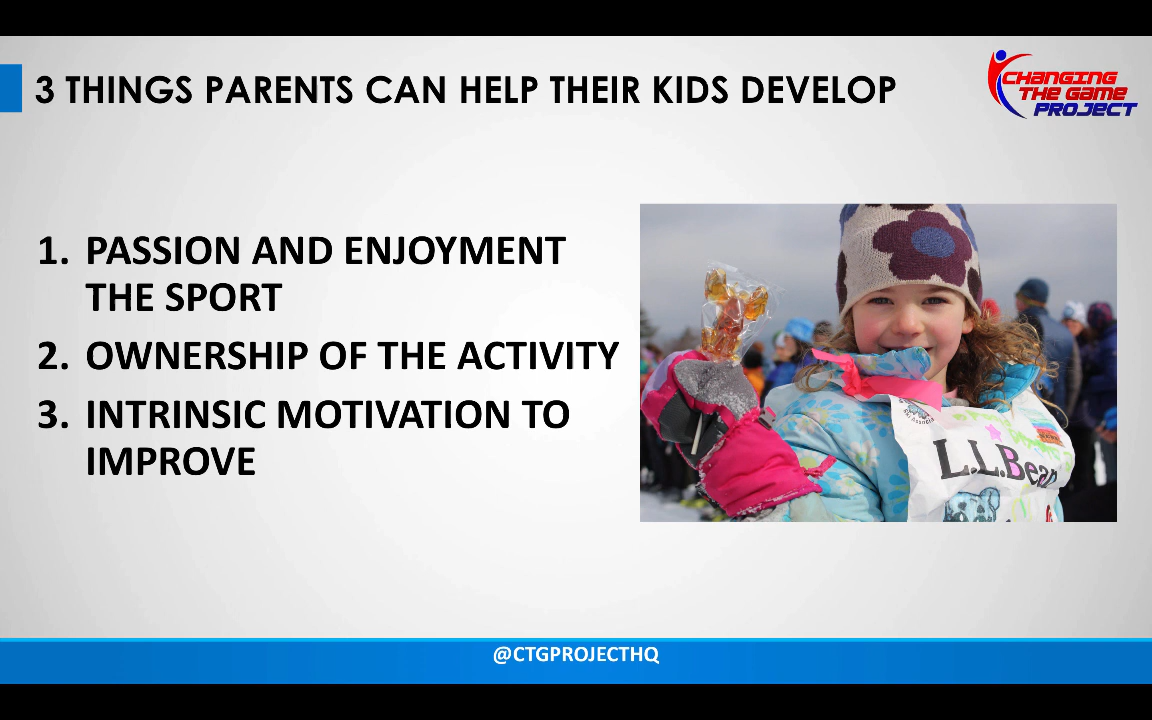 3 THINGS PARENTS CAN HELP THEIR KIDS DEVELOP
CHANGING
THE GAME
PROJECT
1. PASSION AND ENJOYMENT
THE SPORT
2. OWNERSHIP OF THE ACTIVITY
3. INTRINSIC MOTIVATION TO
IMPROVE
L.L.Bean
@CTGPROJECTHQ